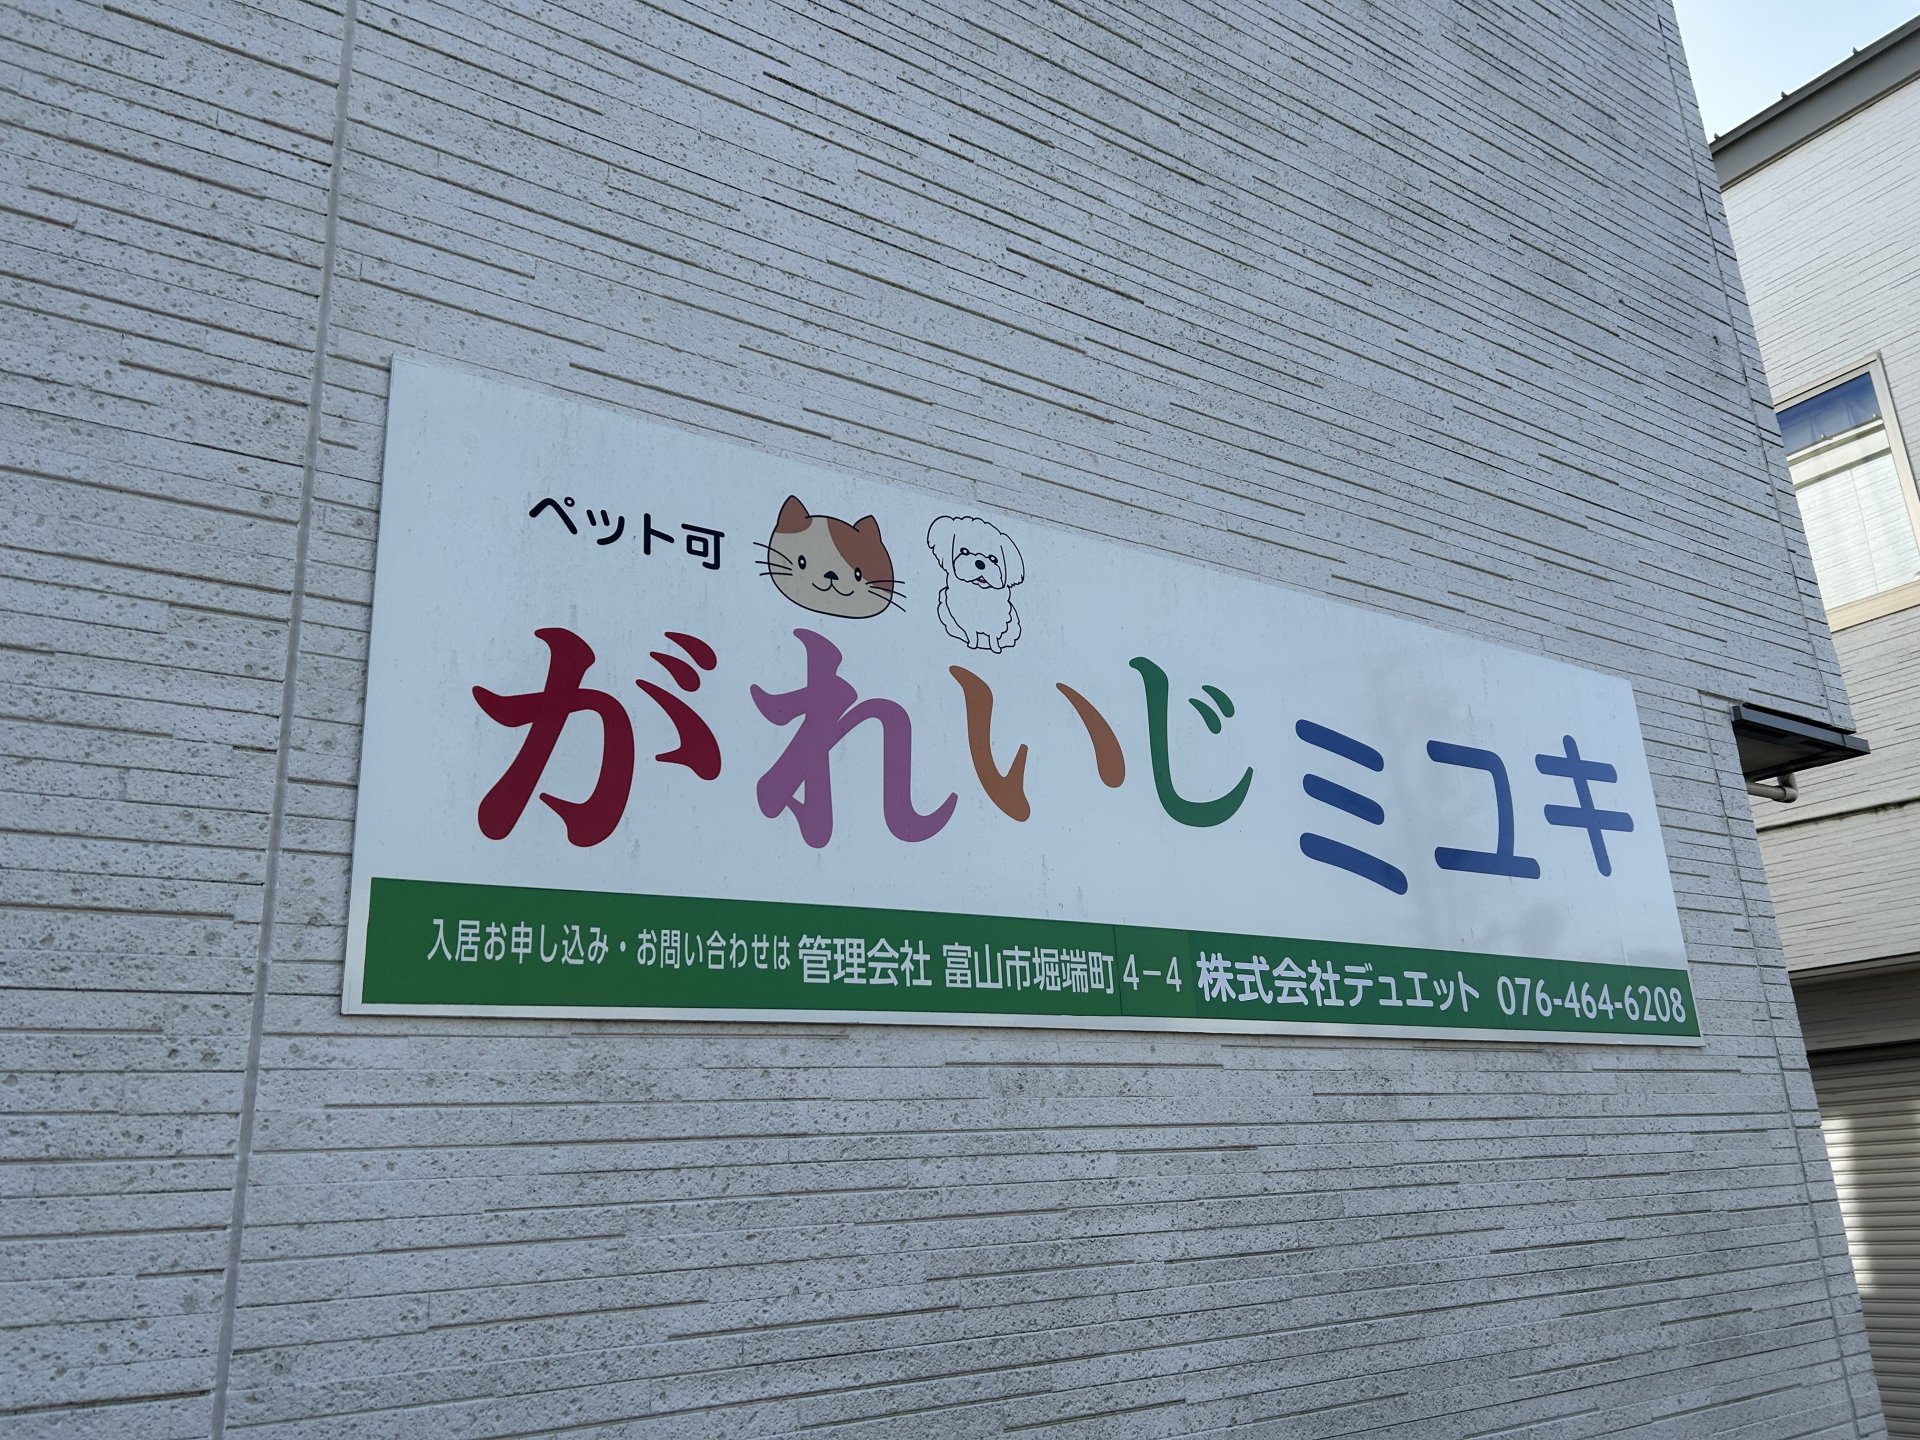 ペット可
がれいじミユキ
入居お申し込み・お問い合わせは 管理会社 富山市堀端町 4−4 株式会社デュエット 076-464-6208